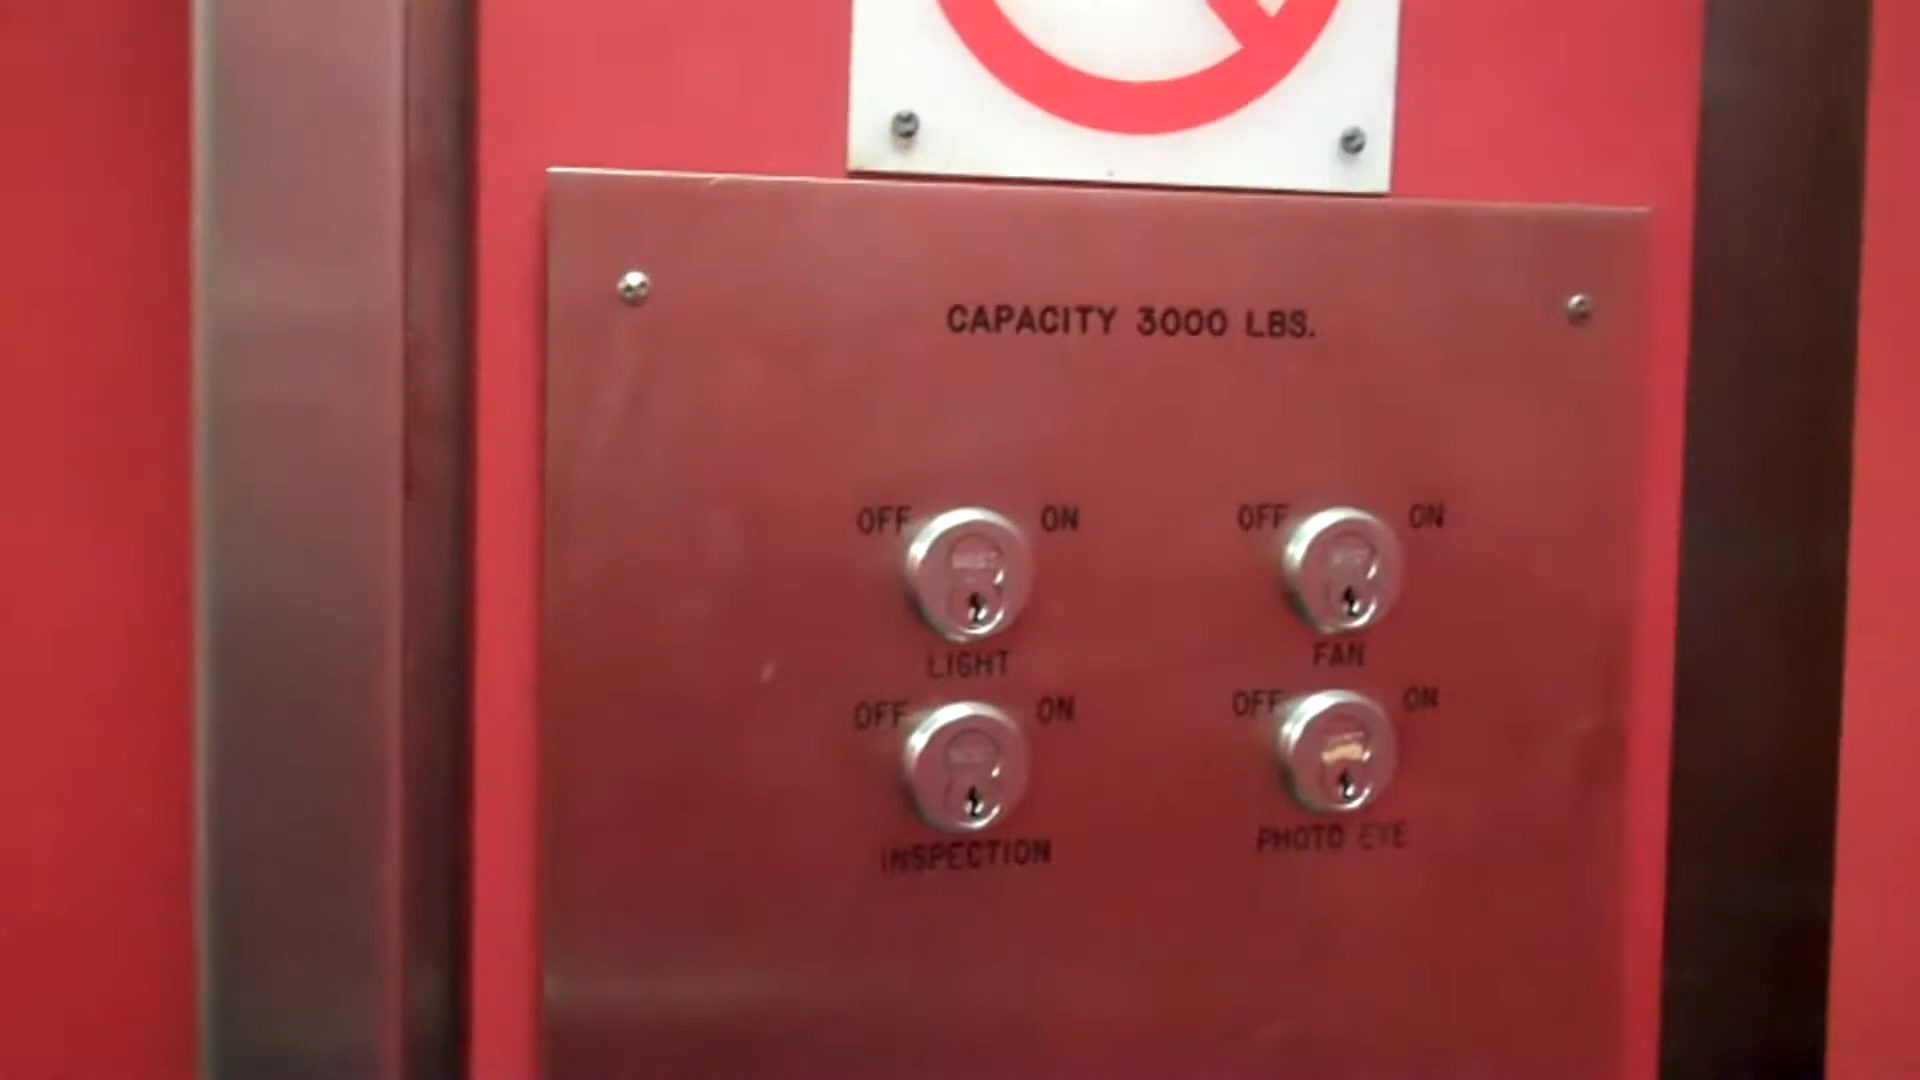 CAPACITY 3000 LBS.
OFF ON OFF ON
LIGHT FAN
OFF ON OFF ON
INSPECTION PHOTO EYE